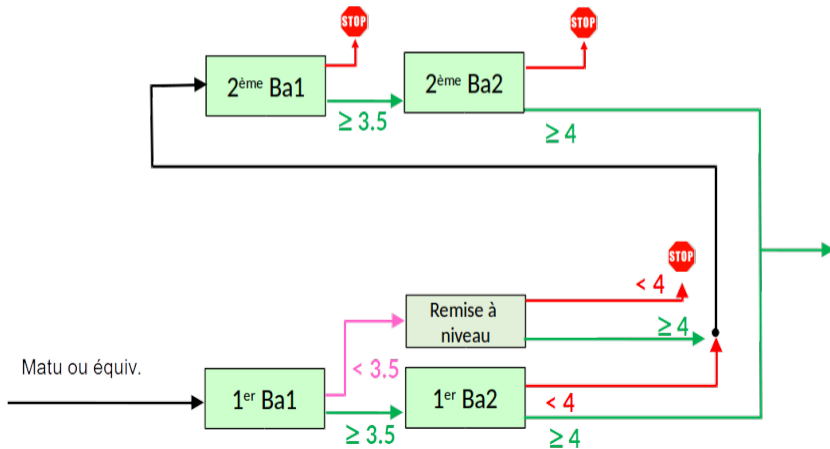 STOP
STOP
2ème Ba1
2ème Ba2
≥ 3.5
≥ 4
STOP
< 4
Remise à
niveau
≥ 4
Matu ou équiv.
< 3.5
1er Ba1
1er Ba2
< 4
≥ 3.5
≥ 4